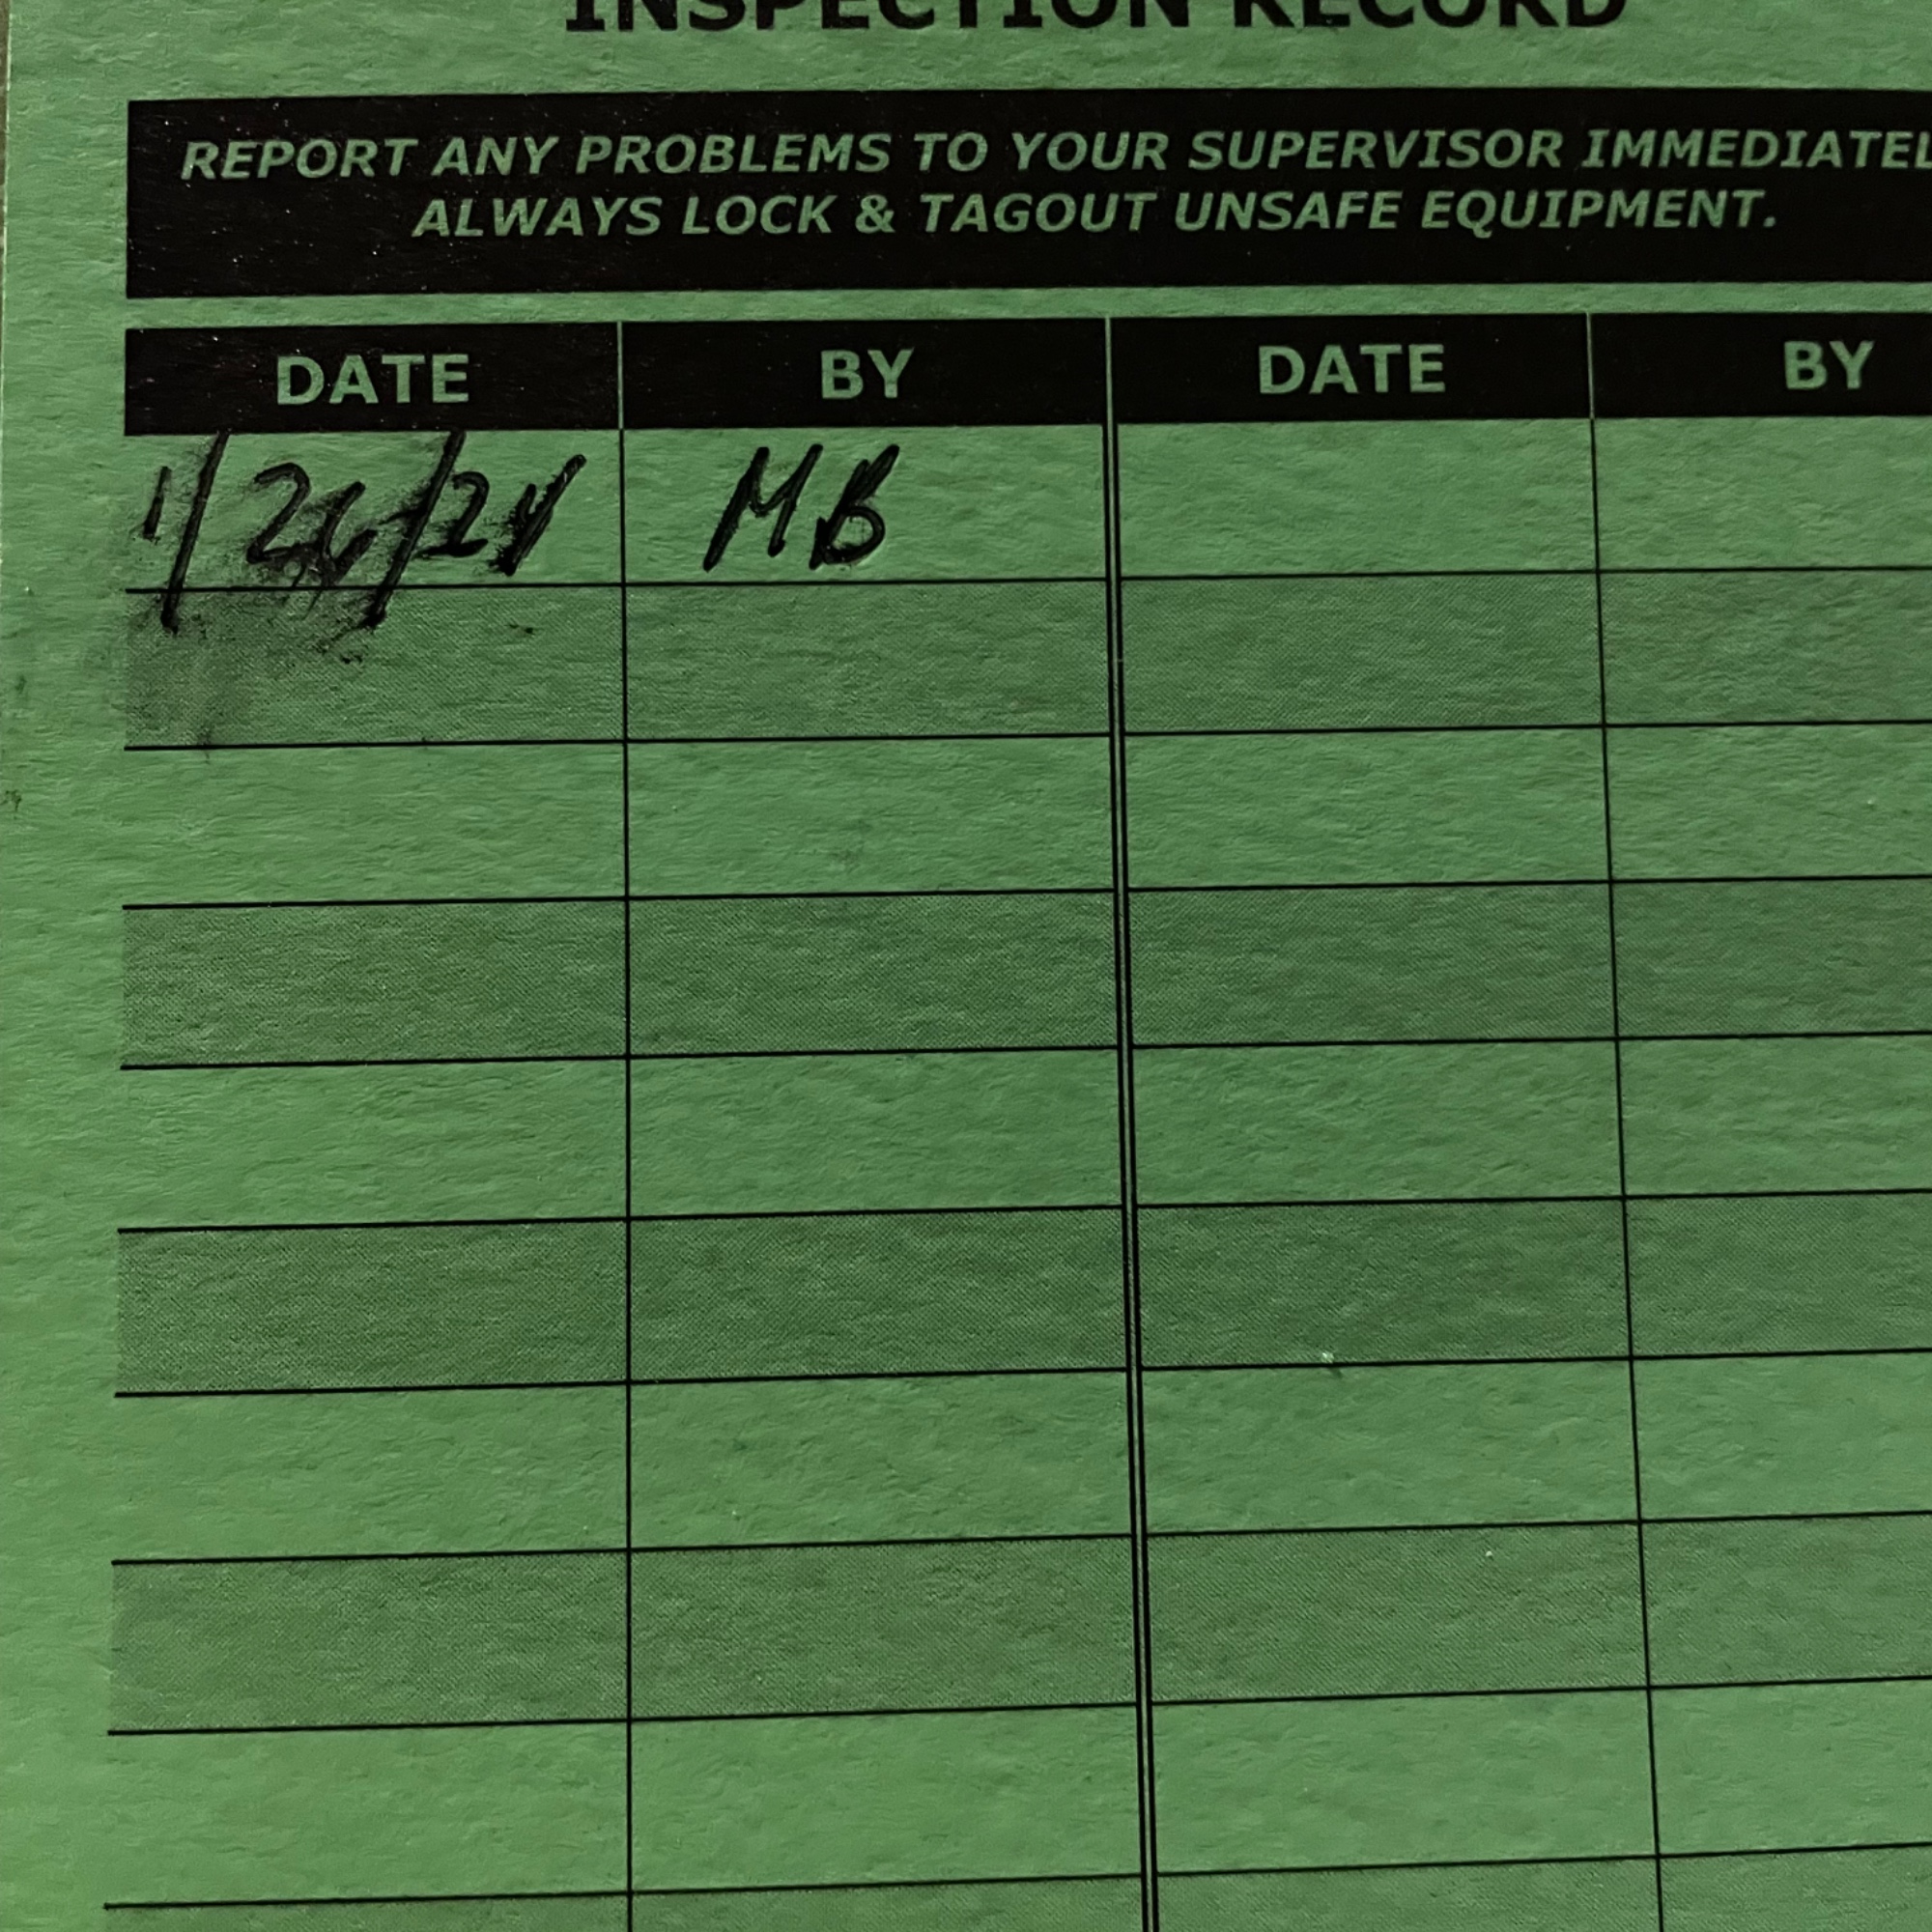 INSPECTION RECORD
REPORT ANY PROBLEMS TO YOUR SUPERVISOR IMMEDIATEL
ALWAYS LOCK & TAGOUT UNSAFE EQUIPMENT.
DATE BY DATE BY
1/26/24 MB